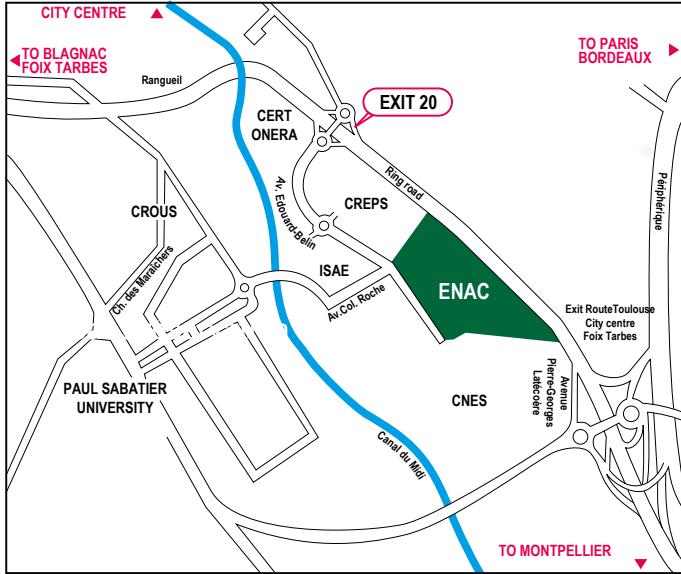 CITY CENTRE
TO BLAGNAC
FOIX TARBES
TO PARIS
BORDEAUX
Rangueil
EXIT 20
CERT
ONERA
Ring road
Périphérique
Av. Edouard-Belin
CREPS
CROUS
ISAE
ENAC
Ch. des Maraîchers
Av.Col. Roche
Exit RouteToulouse
City centre
Foix Tarbes
PAUL SABATIER
UNIVERSITY
CNES
Avenue
Pierre-Georges
Latécoère
Canal du Midi
TO MONTPELLIER